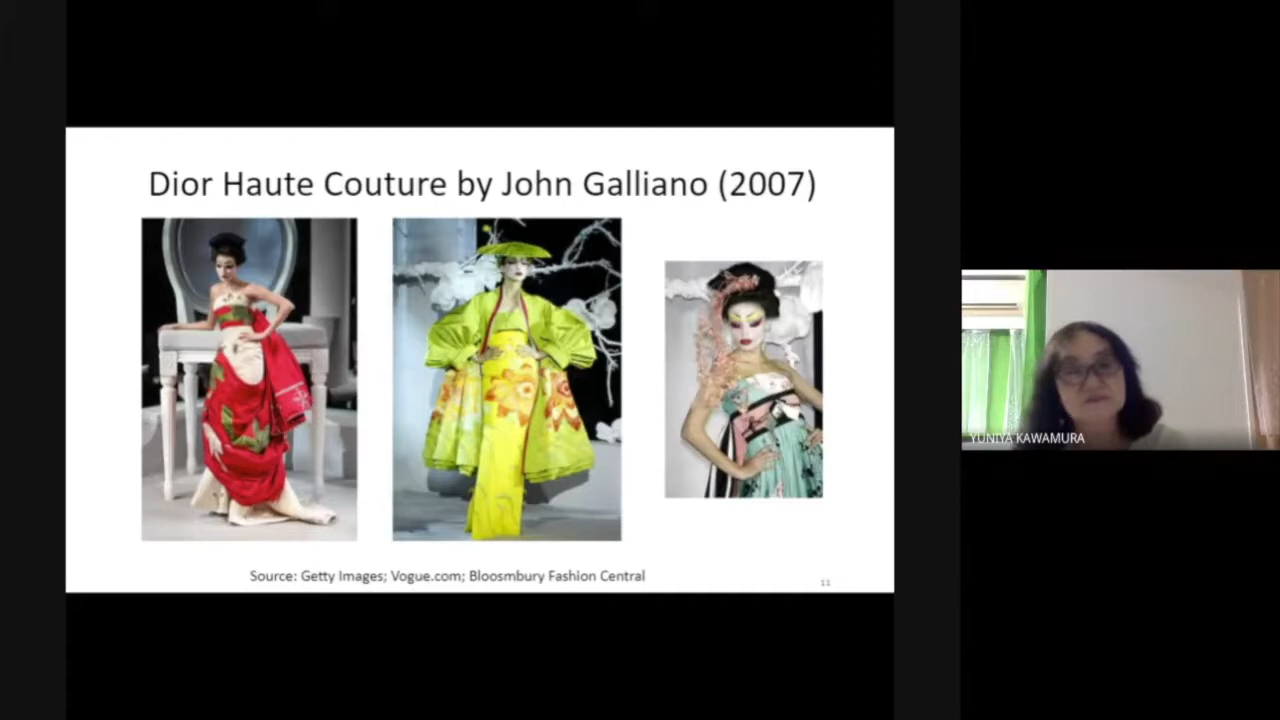 Dior Haute Couture by John Galliano (2007)
Source: Getty Images; Vogue.com; Bloosmbury Fashion Central
11
YUNIYA KAWAMURA